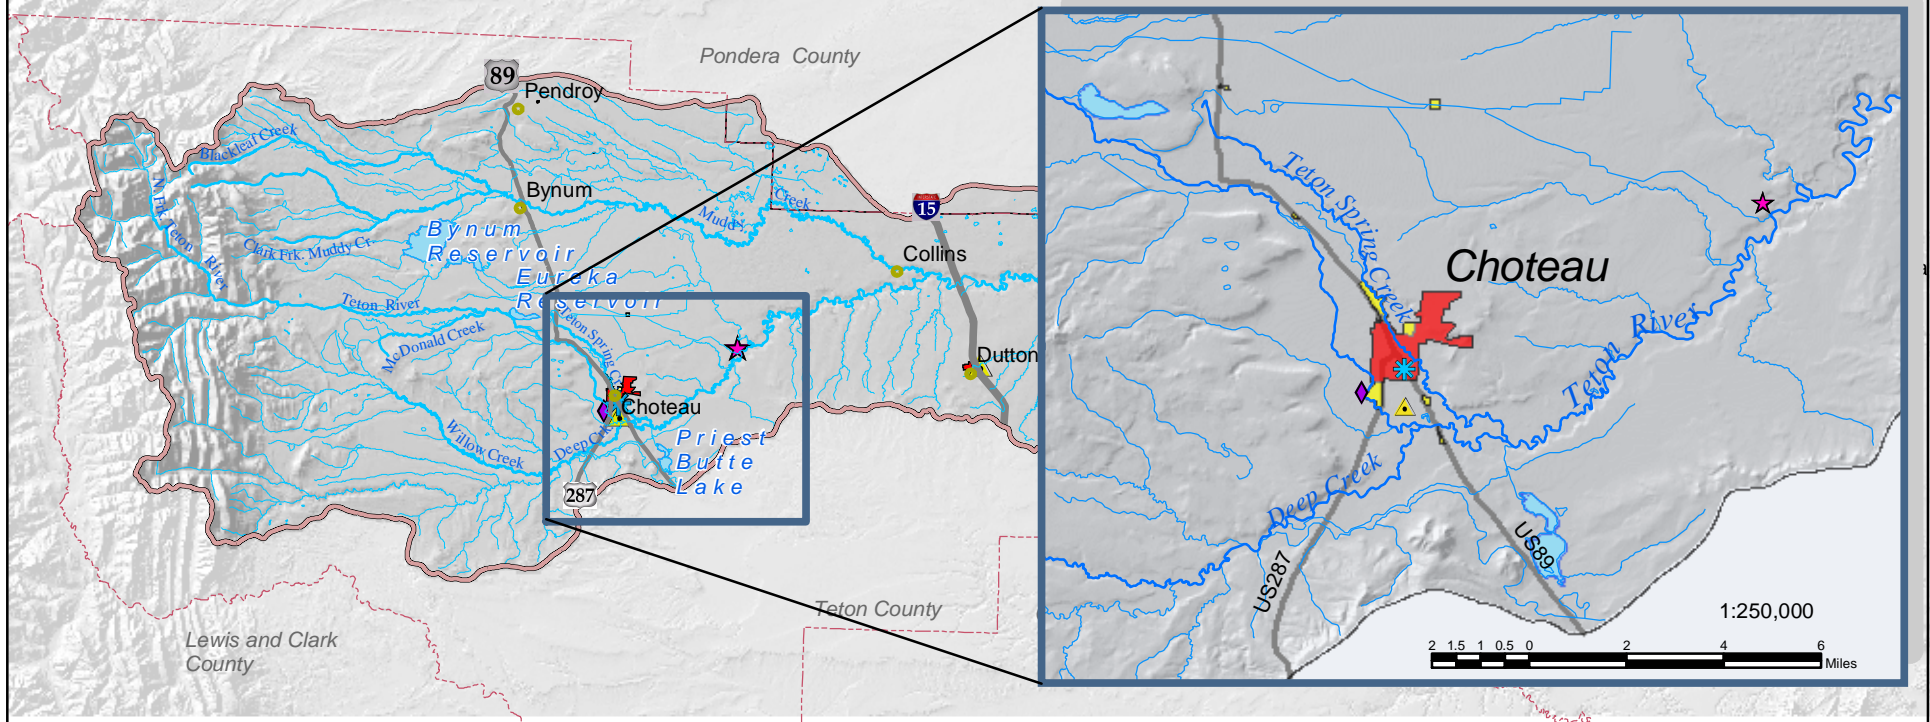 Pondera County
89
Pendroy
Blackleaf Creek
N. Frk. Teton River
Bynum
Muddy
Creek
15
Clark Frk. Muddy Cr.
Bynum
Reservoir
Eureka
Reservoir
Collins
Teton River
McDonald Creek
Teton Spring Cr
Dutton
Choteau
Willow Creek
Deep Cr
Priest
Butte
Lake
287
Teton County
Lewis and Clark
County
Teton Spring Creek
Choteau
Teton River
Deep Creek
US287
US89
1:250,000
2 1.5 1 0.5 0 2 4 6
Miles